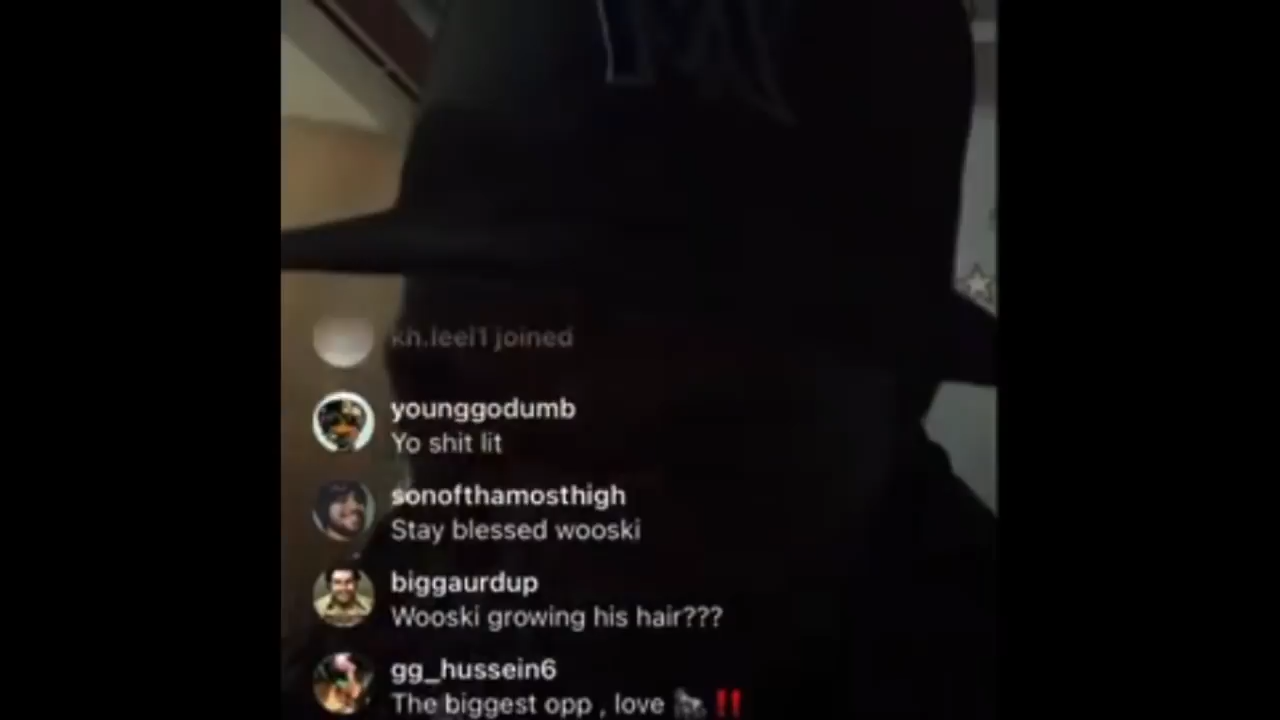 kh.leel1 joined
younggodumb
Yo shit lit
sonofthamosthigh
Stay blessed wooski
biggaurdup
Wooski growing his hair???
gg_hussein6
The biggest opp , love 🦍‼️